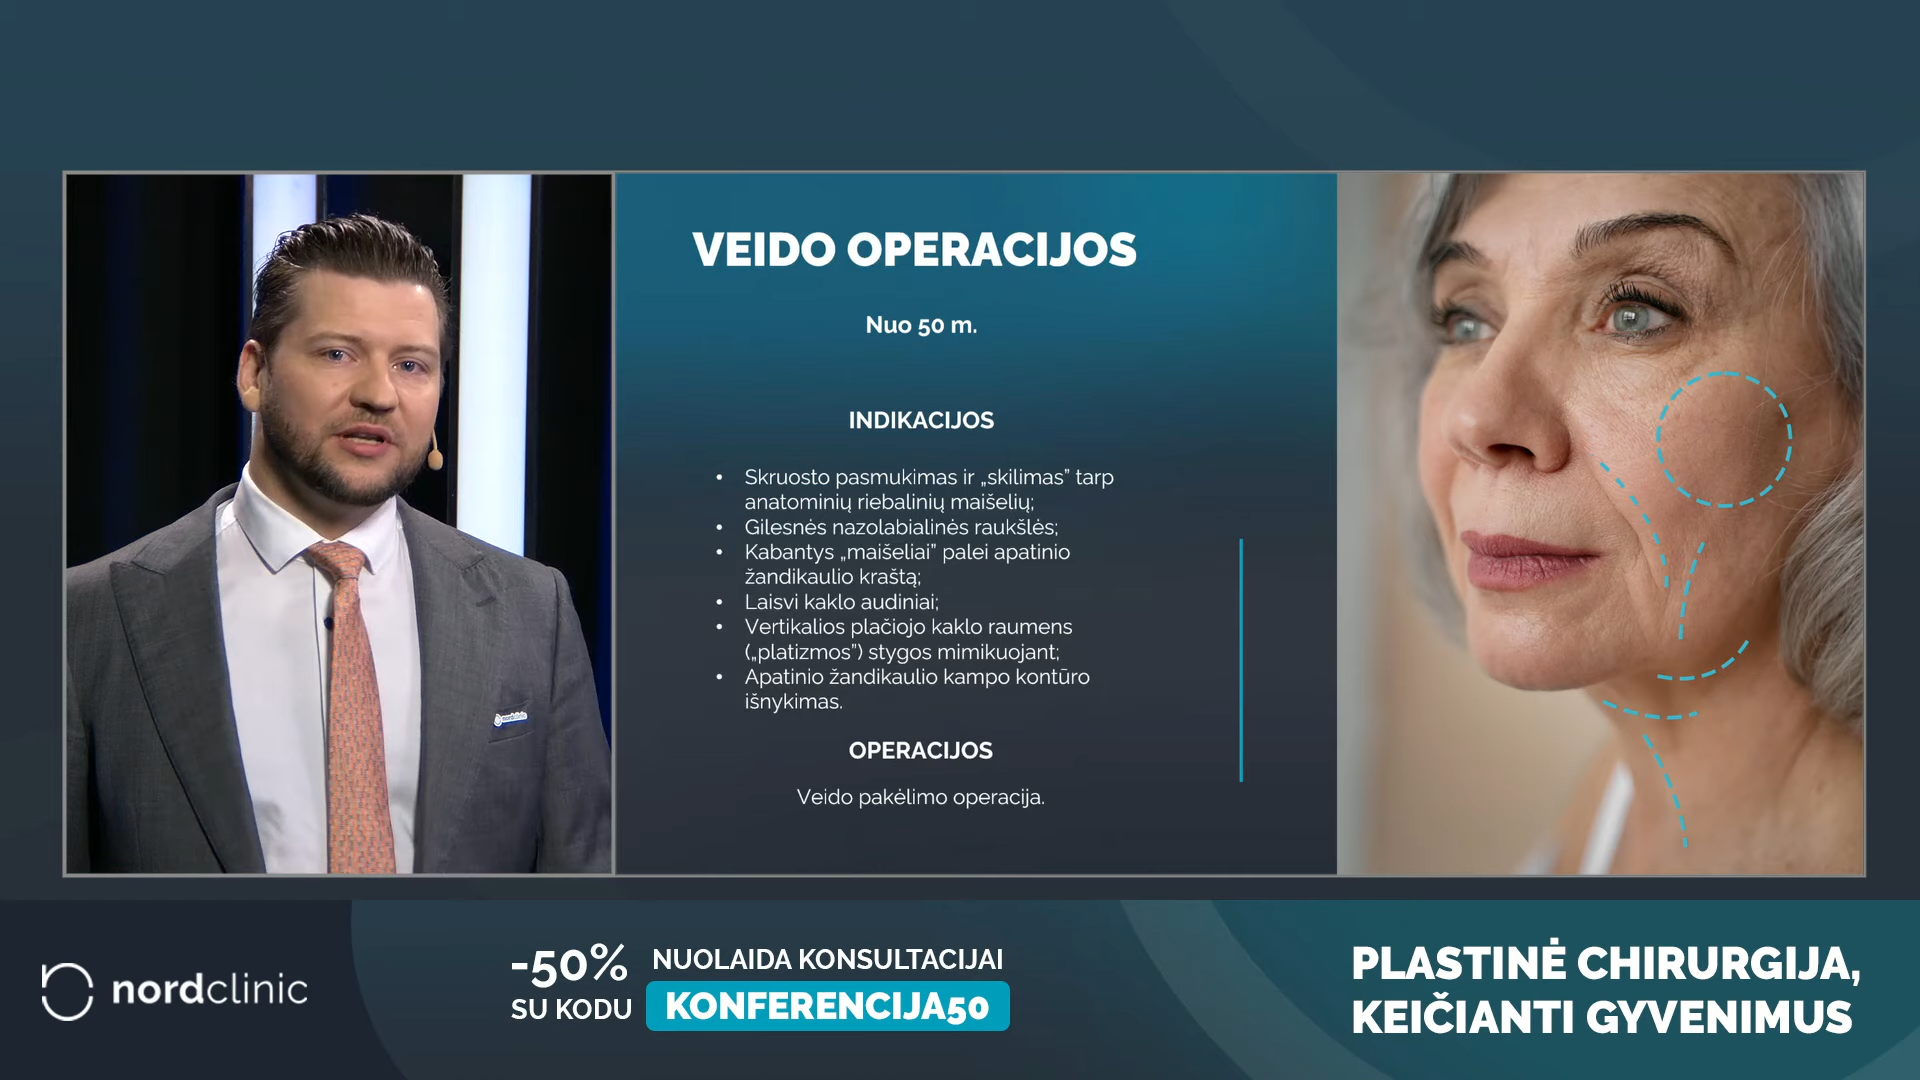 VEIDO OPERACIJOS
Nuo 50 m.
INDIKACIJOS
• Skruosto pasmukimas ir „skilimas” tarp
anatominių riebalinių maišelių;
• Gilesnės nazolabialinės raukšlės;
• Kabantys „maišeliai” palei apatinio
žandikaulio kraštą;
• Laisvi kaklo audiniai;
• Vertikalios plačiojo kaklo raumens
(„platizmos”) stygos mimikuojant;
• Apatinio žandikaulio kampo kontūro
išnykimas.
OPERACIJOS
Veido pakėlimo operacija.
nordclinic
nordclinic
-50% NUOLAIDA KONSULTACIJAI
SU KODU KONFERENCIJA50
PLASTINĖ CHIRURGIJA,
KEIČIANTI GYVENIMUS